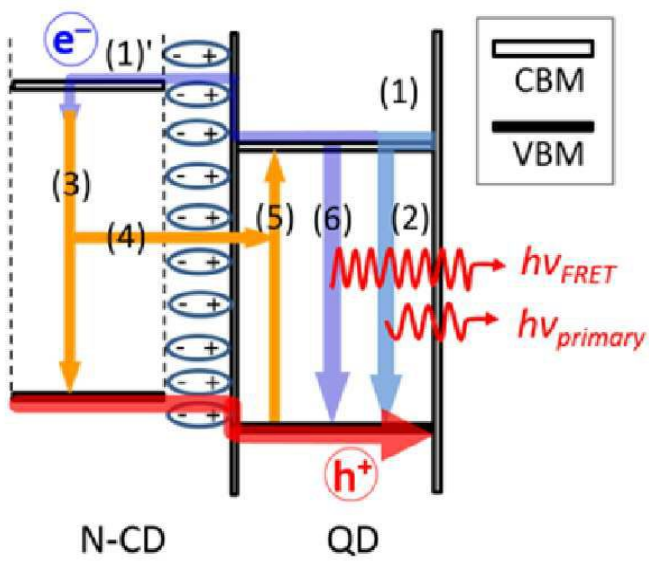 e⁻
(1)'
(1)
CBM
VBM
(3)
(4)
(5)
(6)
(2)
hν_FRET
hν_primary
h⁺
N-CD
QD
- +
- +
- +
- +
- +
- +
- +
- +
- +
- +